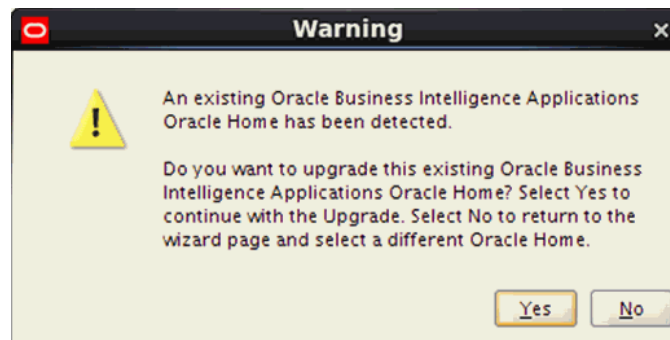 Warning
An existing Oracle Business Intelligence Applications
Oracle Home has been detected.
Do you want to upgrade this existing Oracle Business
Intelligence Applications Oracle Home? Select Yes to
continue with the Upgrade. Select No to return to the
wizard page and select a different Oracle Home.
Yes No